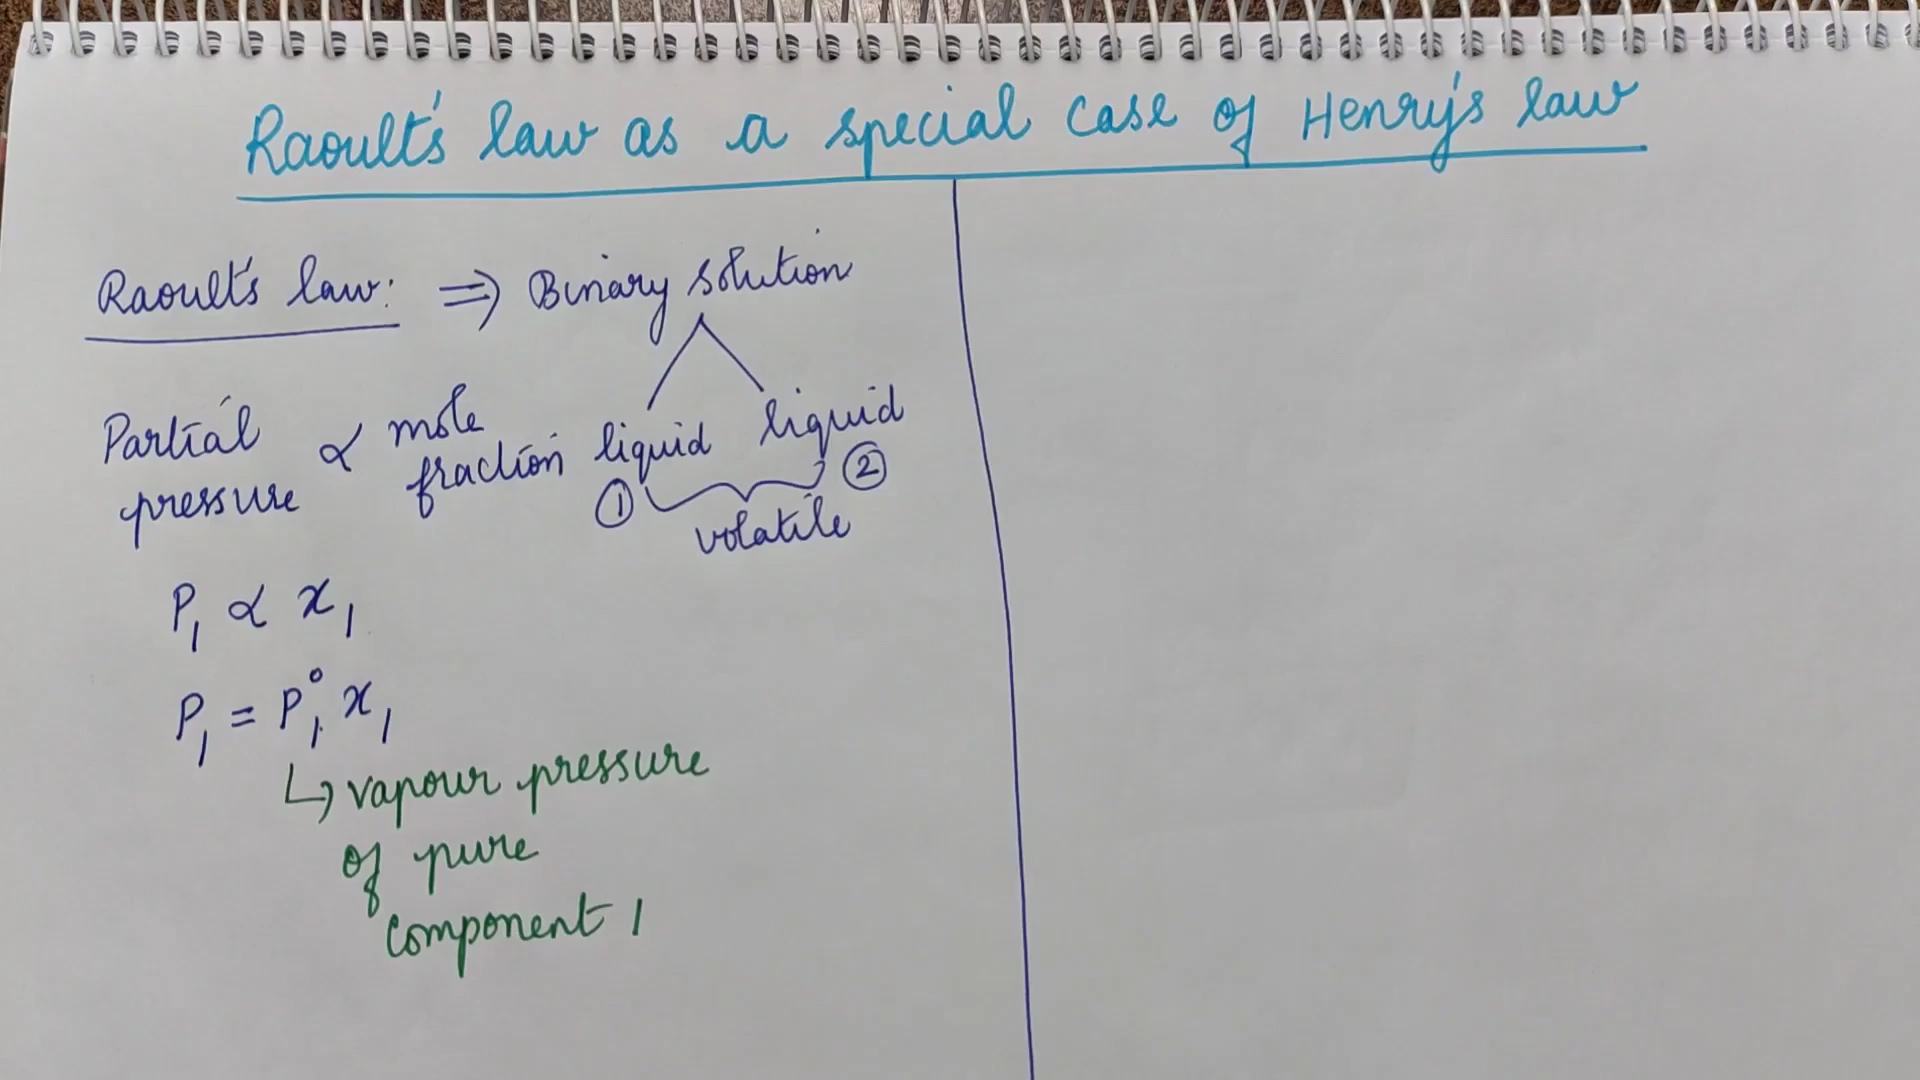 Raoult's law as a special case of Henry's law
Raoult's law: ⇒ Binary solution
Partial pressure ∝ mole fraction
liquid ① liquid ②
volatile
P₁ ∝ x₁
P₁ = P₁° x₁
↳ vapour pressure
of pure
component 1